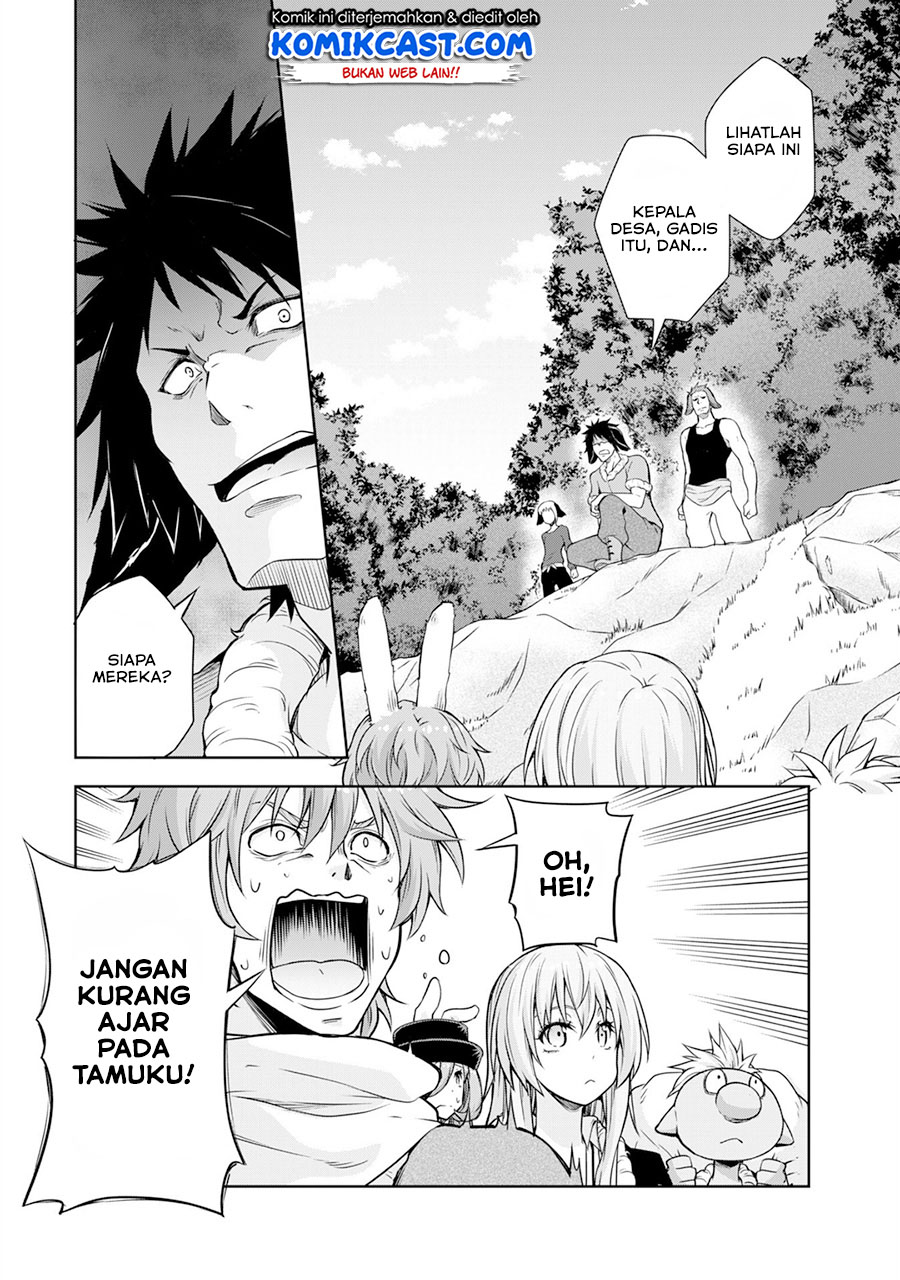 Komik ini diterjemahkan & diedit oleh
KOMIKCAST.COM
BUKAN WEB LAIN!!
LIHATLAH
SIAPA INI
KEPALA
DESA, GADIS
ITU, DAN...
SIAPA
MEREKA?
OH,
HEI!
JANGAN
KURANG
AJAR
PADA
TAMUKU!